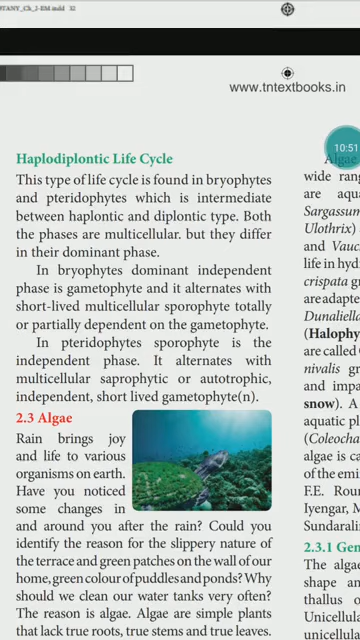 BOTANY_Ch_2-EM.indd 32
www.tntextbooks.in
10:51
Haplodiplontic Life Cycle
This type of life cycle is found in bryophytes
and pteridophytes which is intermediate
between haplontic and diplontic type. Both
the phases are multicellular. but they differ
in their dominant phase.
In bryophytes dominant independent
phase is gametophyte and it alternates with
short-lived multicellular sporophyte totally
or partially dependent on the gametophyte.
In pteridophytes sporophyte is the
independent phase. It alternates with
multicellular saprophytic or autotrophic,
independent, short lived gametophyte(n).
2.3 Algae
Rain brings joy
and life to various
organisms on earth.
Have you noticed
some changes in
and around you after the rain? Could you
identify the reason for the slippery nature of
the terrace and green patches on the wall of our
home, green colour of puddles and ponds? Why
should we clean our water tanks very often?
The reason is algae. Algae are simple plants
that lack true roots, true stems and true leaves.
Algae
wide rang
are aqua
Sargassum
Ulothrix)
and Vauc
life in hyd
crispata gr
are adapte
Dunaliella
(Halophy
are called
nivalis gr
and impa
snow). A
aquatic pl
(Coleocha
algae is ca
of the emi
F.E. Roun
Iyengar, M
Sundarali
2.3.1 Gen
The algae
shape an
thallus o
Unicellula
unicellul